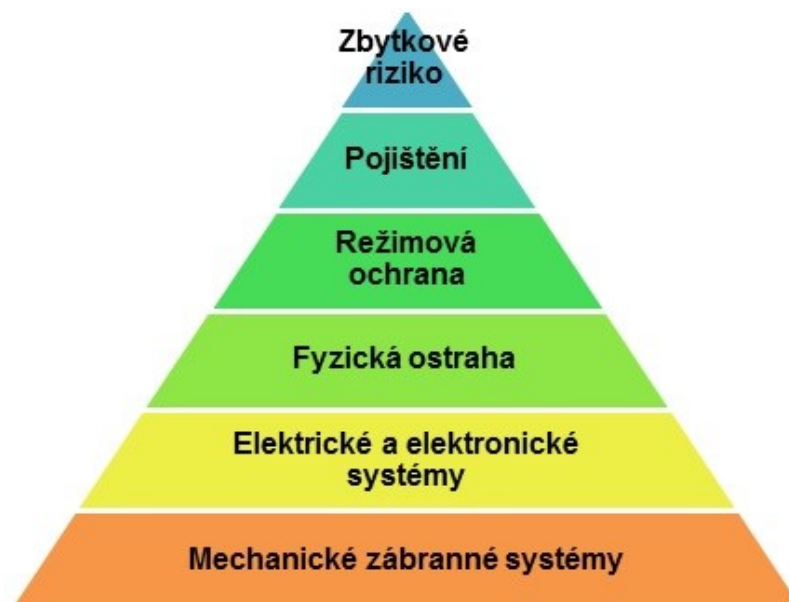 Zbytkové
riziko
Pojištění
Režimová
ochrana
Fyzická ostraha
Elektrické a elektronické
systémy
Mechanické zábranné systémy